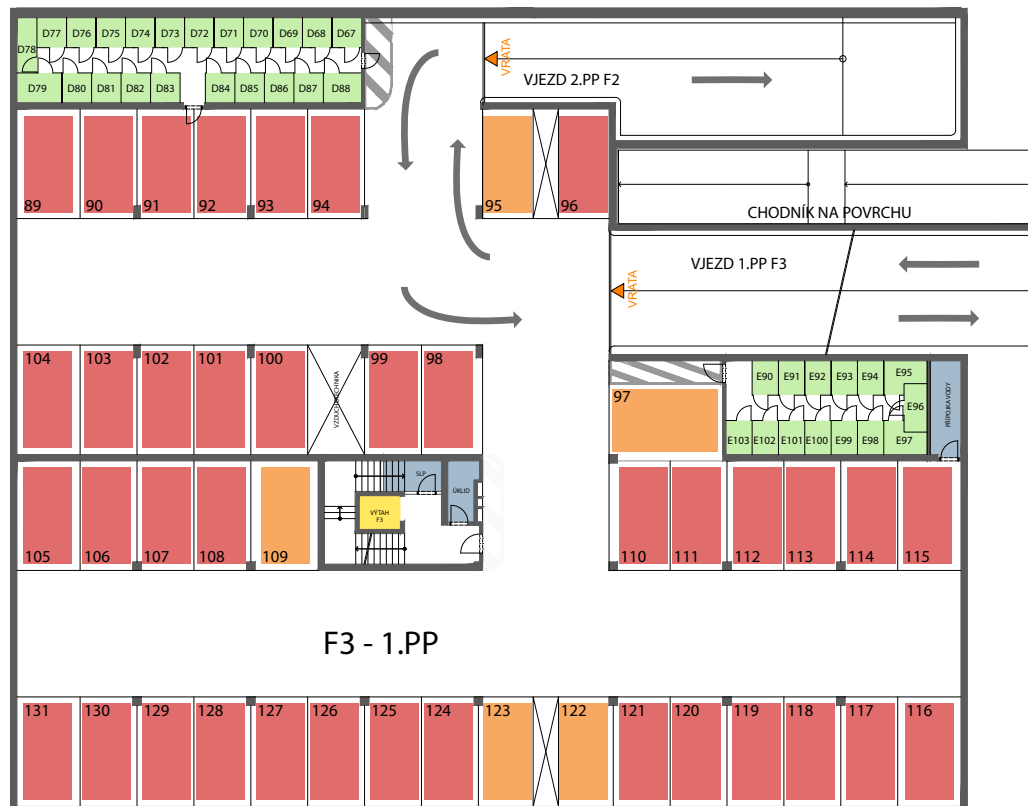 D78 D77 D76 D75 D74 D73 D72 D71 D70 D69 D68 D67
D79 D80 D81 D82 D83 D84 D85 D86 D87 D88
VRATA
VJEZD 2.PP F2
89 90 91 92 93 94 95 96
CHODNÍK NA POVRCHU
VJEZD 1.PP F3
VRATA
104 103 102 101 100 99 98
VZDUCHOTECHNIKA
97
E90 E91 E92 E93 E94 E95
E96
E103 E102 E101 E100 E99 E98 E97
PŘÍPOJKA VODY
SLP
ÚKLID
VÝTAH
F3
105 106 107 108 109 110 111 112 113 114 115
F3 - 1.PP
131 130 129 128 127 126 125 124 123 122 121 120 119 118 117 116